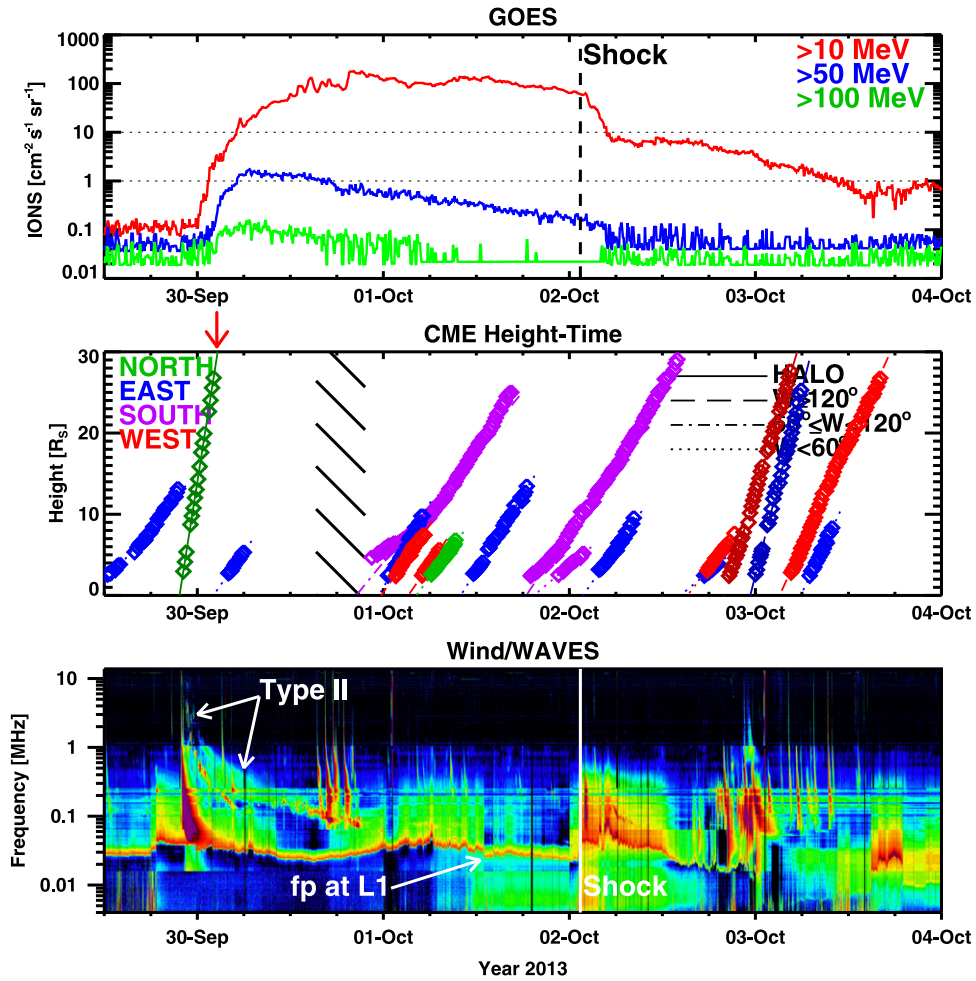 GOES
1000
100
10
1
0.1
0.01
IONS [cm⁻² s⁻¹ sr⁻¹]
Shock
>10 MeV
>50 MeV
>100 MeV
30-Sep 01-Oct 02-Oct 03-Oct 04-Oct
CME Height-Time
30
20
10
0
Height [Rs.]
NORTH
EAST
SOUTH
WEST
HALO
120°
≤W 120°
<60°
30-Sep 01-Oct 02-Oct 03-Oct 04-Oct
Wind/WAVES
10
1
0.1
0.01
Frequency [MHz]
Type II
fp at L1
Shock
30-Sep 01-Oct 02-Oct 03-Oct 04-Oct
Year 2013